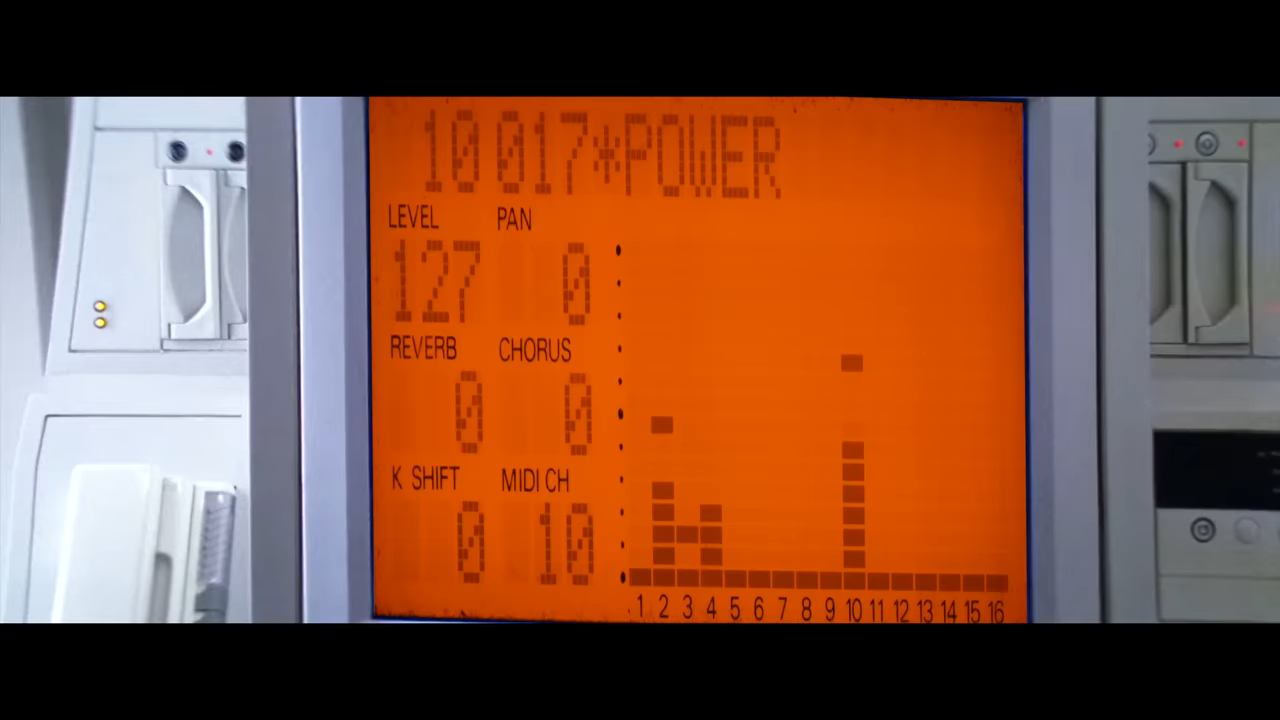 10 017*POWER
LEVEL PAN
127 0
REVERB CHORUS
0 0
K SHIFT MIDI CH
0 10
1 2 3 4 5 6 7 8 9 10 11 12 13 14 15 16